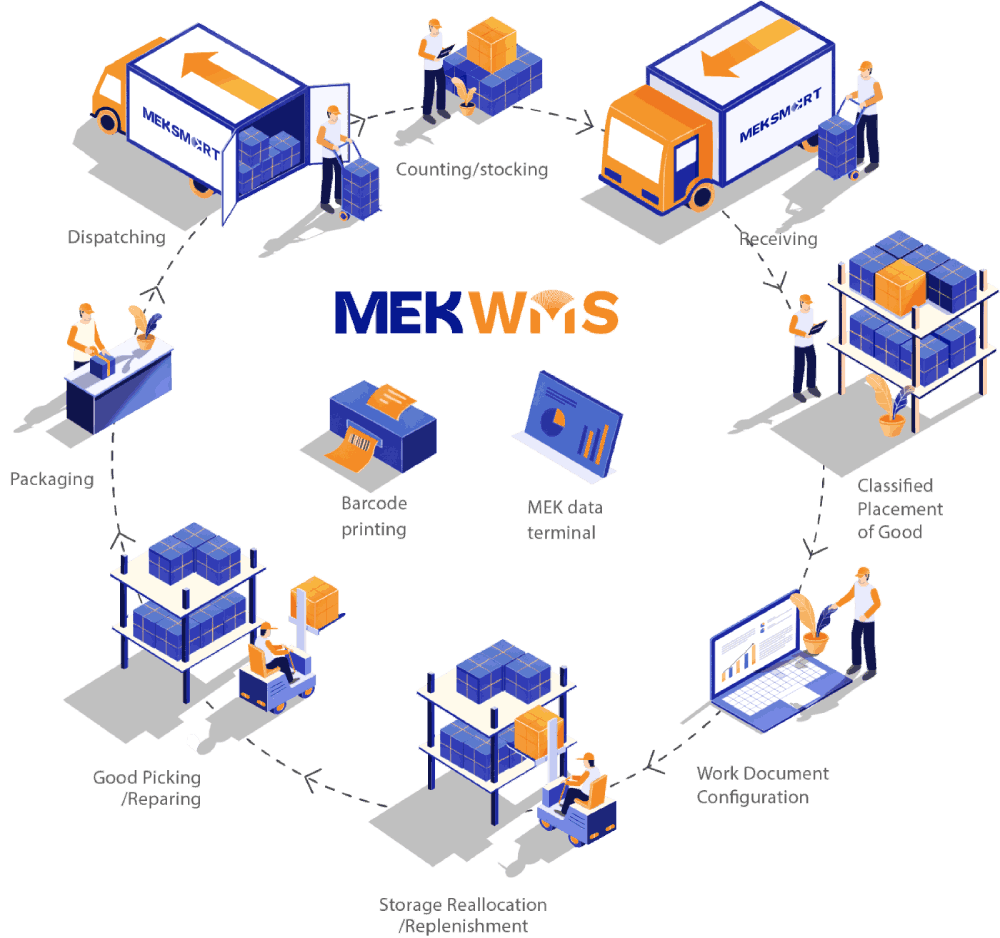 MEKSMART
MEKSMART
Counting/stocking
Dispatching
Receiving
MEKWMS
Packaging
Barcode
printing
MEK data
terminal
Classified
Placement
of Good
Good Picking
/Reparing
Work Document
Configuration
Storage Reallocation
/Replenishment